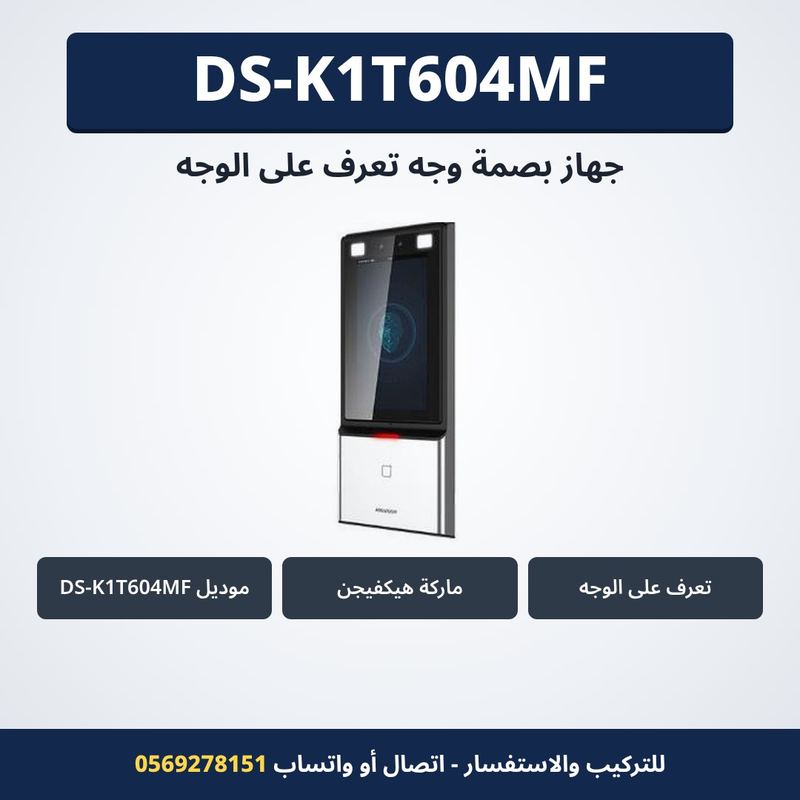 DS-K1T604MF
جهاز بصمة وجه تعرف على الوجه
HIKVISION
تعرف على الوجه
ماركة هيكفيجن
موديل DS-K1T604MF
للتركيب والاستفسار - اتصال أو واتساب 0569278151